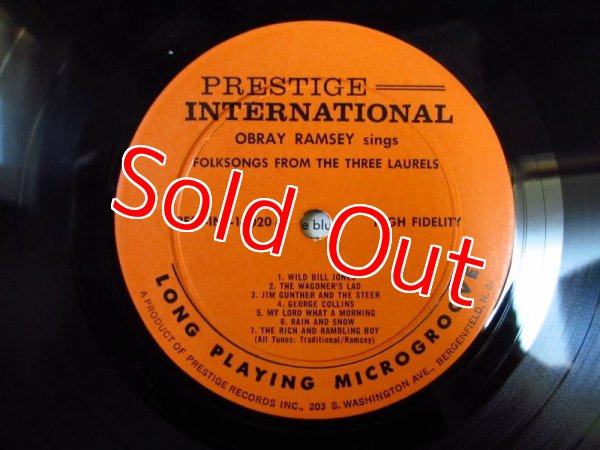 PRESTIGE
INTERNATIONAL
OBRAY RAMSEY sings
FOLKSONGS FROM THE THREE LAURELS
HIGH FIDELITY
Sold Out
1. WILD BILL JONES
2. THE WAGONER'S LAD
3. JIM GUNTHER AND THE STEER
4. GEORGE COLLINS
5. MY LORD WHAT A MORNING
6. RAIN AND SNOW
7. THE RICH AND RAMBLING BOY
(All Tunes: Traditional/Ramsey)
LONG PLAYING MICROGROOVE
A PRODUCT OF PRESTIGE RECORDS INC., 203 S. WASHINGTON AVE., BERGENFIELD, N. J.